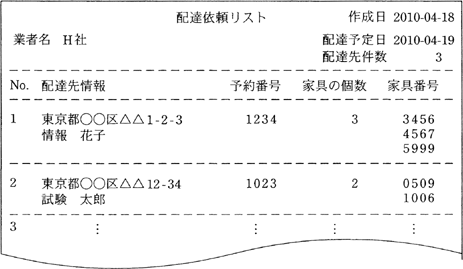 配達依頼リスト 作成日 2010-04-18
業者名 H社 配達予定日 2010-04-19
配達先件数 3
No. 配達先情報 予約番号 家具の個数 家具番号
1 東京都○○区△△1-2-3 1234 3 3456
情報 花子 4567
5999
2 東京都○○区△△12-34 1023 2 0509
試験 太郎 1006
3 ⋮ ⋮ ⋮ ⋮